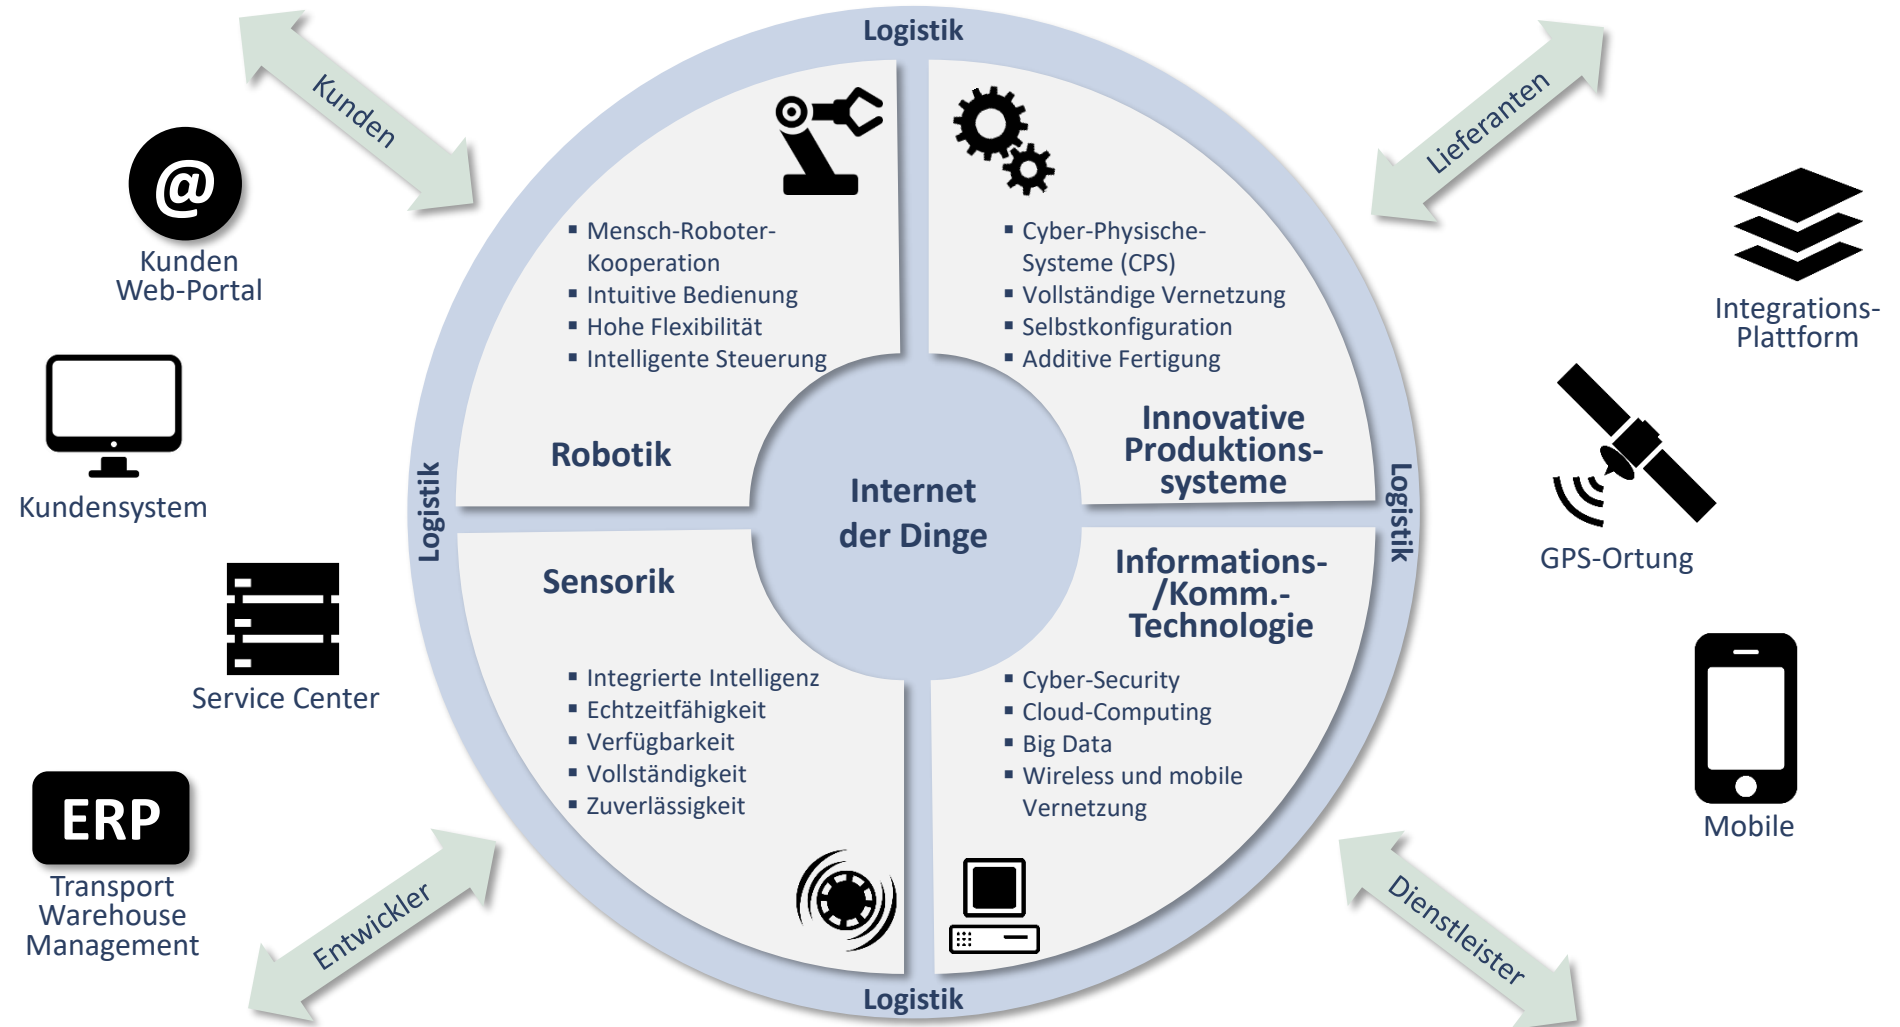 Logistik
Kunden
Lieferanten
@
Kunden
Web-Portal
Kundensystem
Service Center
ERP
Transport
Warehouse
Management
Entwickler
Logistik
▪ Mensch-Roboter-
Kooperation
▪ Intuitive Bedienung
▪ Hohe Flexibilität
▪ Intelligente Steuerung
Robotik
▪ Cyber-Physische-
Systeme (CPS)
▪ Vollständige Vernetzung
▪ Selbstkonfiguration
▪ Additive Fertigung
Innovative
Produktions-
systeme
Internet
der Dinge
Sensorik
▪ Integrierte Intelligenz
▪ Echtzeitfähigkeit
▪ Verfügbarkeit
▪ Vollständigkeit
▪ Zuverlässigkeit
Informations-
/Komm.-
Technologie
▪ Cyber-Security
▪ Cloud-Computing
▪ Big Data
▪ Wireless und mobile
Vernetzung
Logistik
Logistik
Integrations-
Plattform
GPS-Ortung
Mobile
Dienstleister